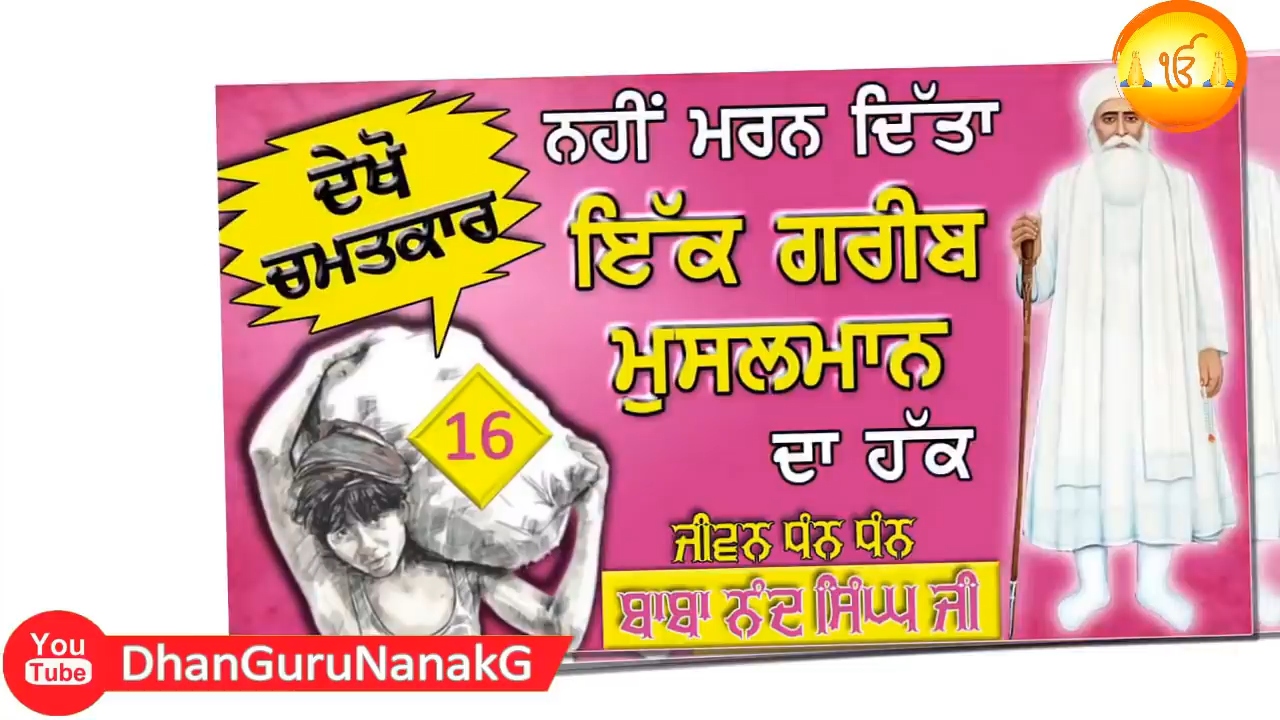 ੴ
ਦੇਖੋ
ਚਮਤਕਾਰ
ਨਹੀਂ ਮਰਨ ਦਿੱਤਾ
ਇੱਕ ਗਰੀਬ
ਮੁਸਲਮਾਨ
ਦਾ ਹੱਕ
16
ਜੀਵਨ ਧੰਨ ਧੰਨ
ਬਾਬਾ ਨੰਦ ਸਿੰਘ ਜੀ
You
Tube
DhanGuruNanakG